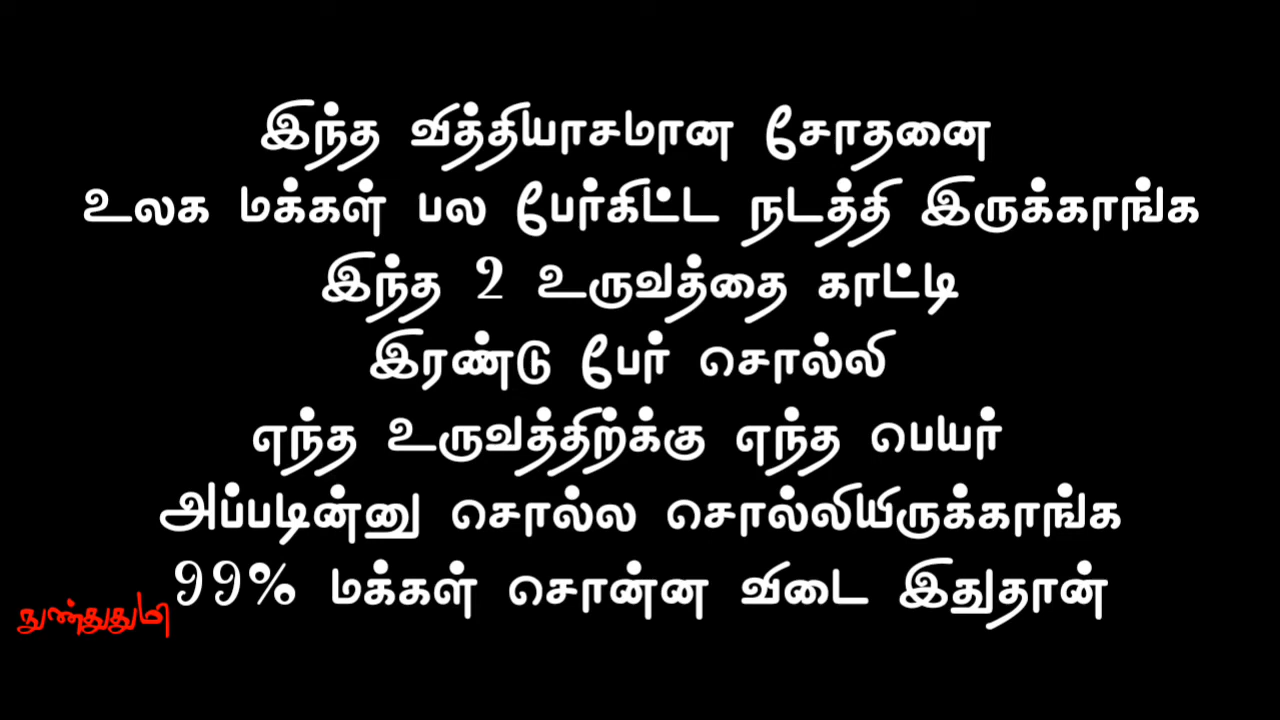 இந்த வித்தியாசமான சோதனை
உலக மக்கள் பல பேர்கிட்ட நடத்தி இருக்காங்க
இந்த 2 உருவத்தை காட்டி
இரண்டு பேர் சொல்லி
எந்த உருவத்திற்க்கு எந்த பெயர்
அப்படின்னு சொல்ல சொல்லியிருக்காங்க
99% மக்கள் சொன்ன விடை இதுதான்